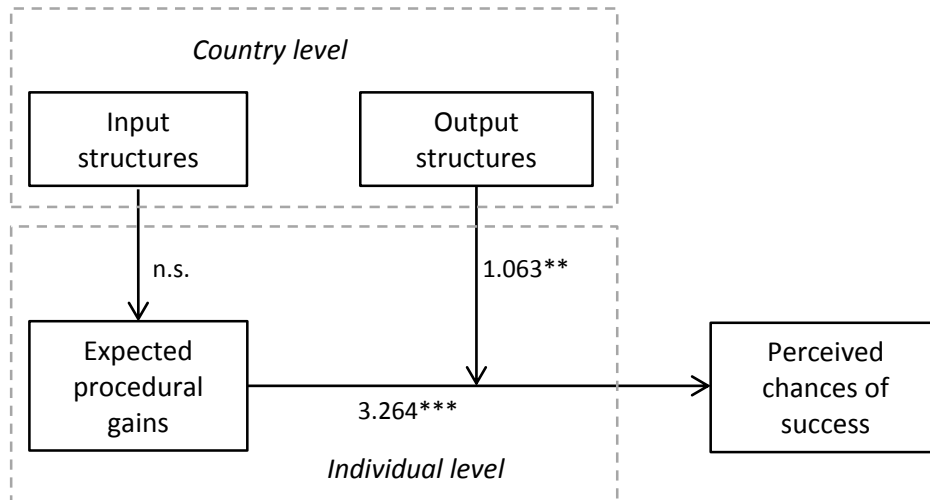 Country level
Input
structures
Output
structures
n.s.
1.063**
Expected
procedural
gains
3.264***
Perceived
chances of
success
Individual level